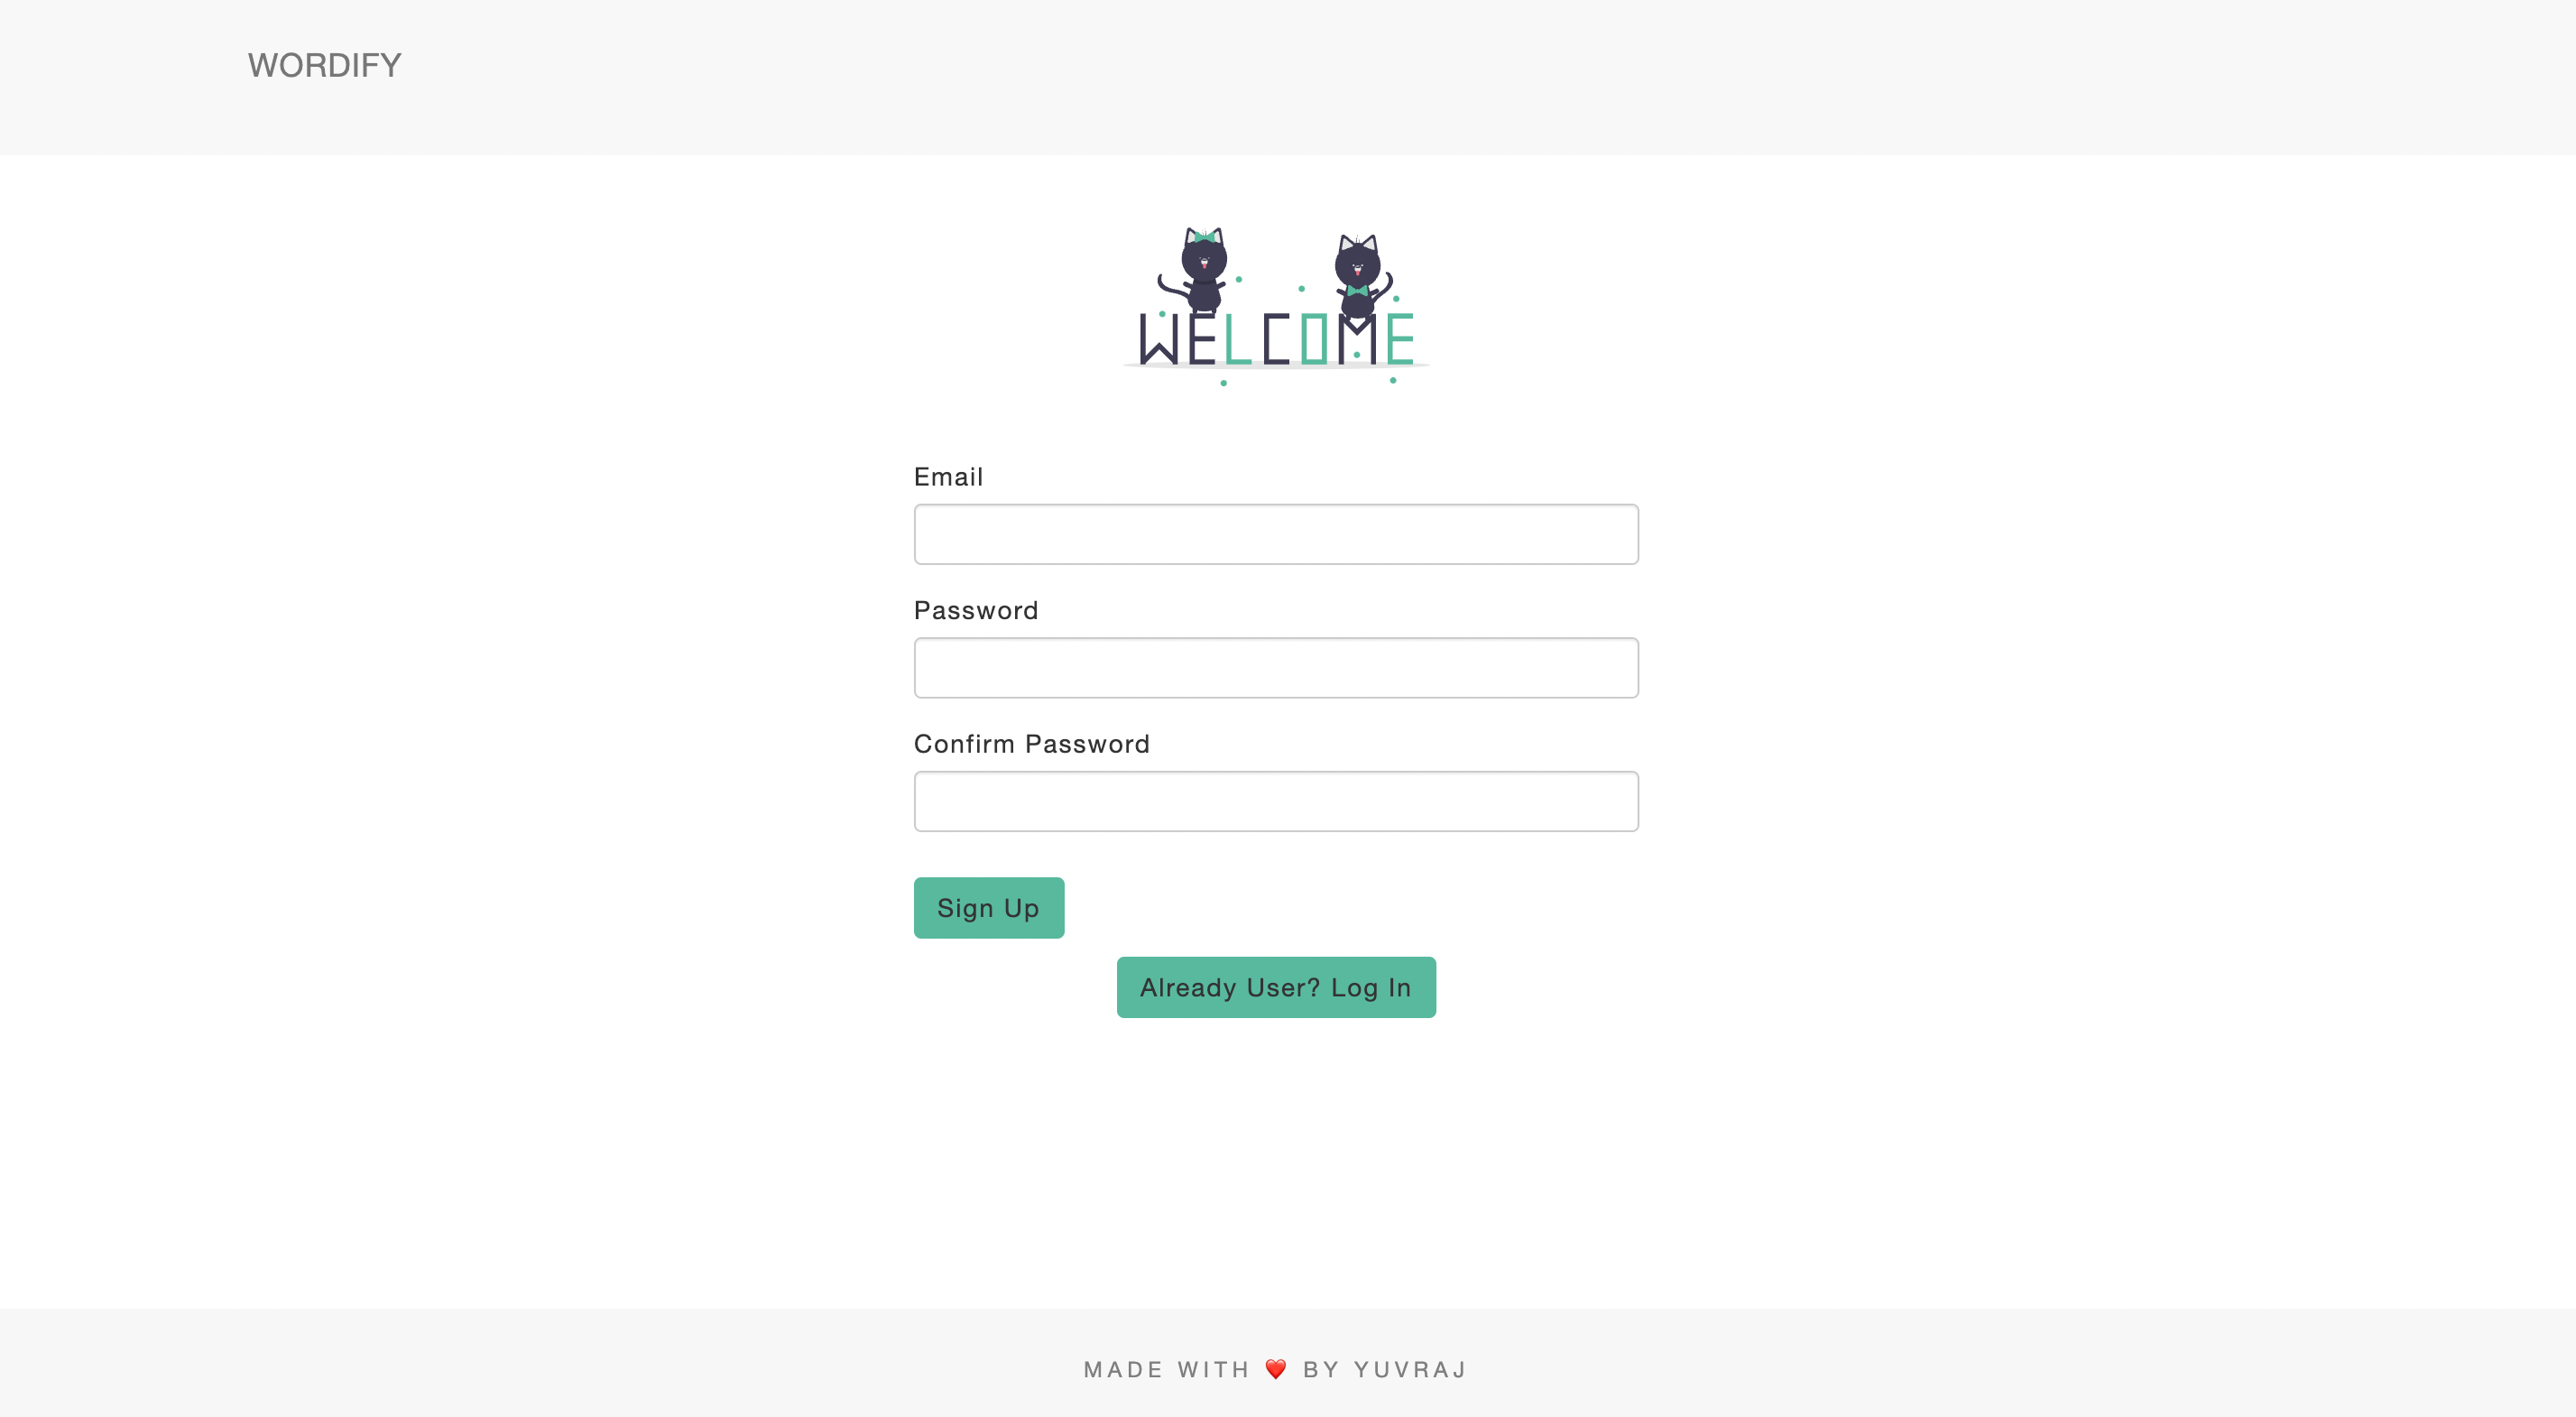 WORDIFY
WELCOME
Email
Password
Confirm Password
Sign Up
Already User? Log In
MADE WITH ❤️ BY YUVRAJ